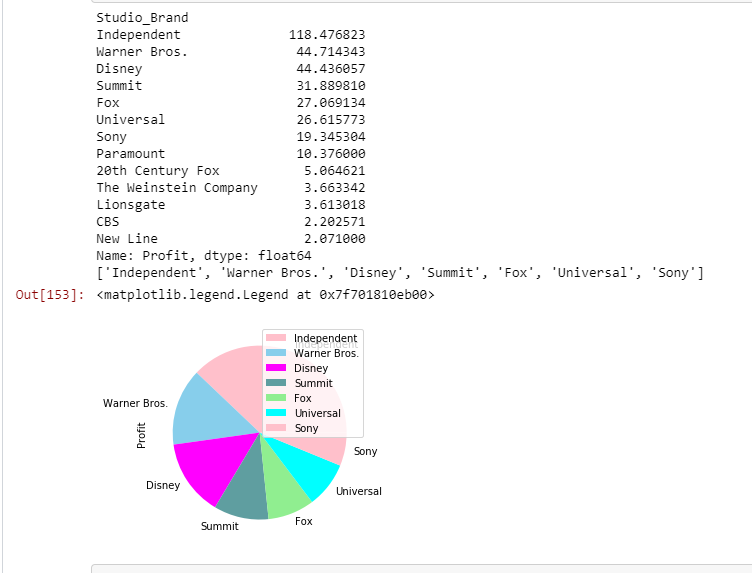 Studio_Brand
Independent 118.476823
Warner Bros. 44.714343
Disney 44.436057
Summit 31.889810
Fox 27.069134
Universal 26.615773
Sony 19.345304
Paramount 10.376000
20th Century Fox 5.064621
The Weinstein Company 3.663342
Lionsgate 3.613018
CBS 2.202571
New Line 2.071000
Name: Profit, dtype: float64
['Independent', 'Warner Bros.', 'Disney', 'Summit', 'Fox', 'Universal', 'Sony']
Out[153]: <matplotlib.legend.Legend at 0x7f701810eb00>
Independent
Independent
Warner Bros.
Disney
Summit
Fox
Universal
Sony
Warner Bros.
Profit
Sony
Disney
Universal
Summit
Fox